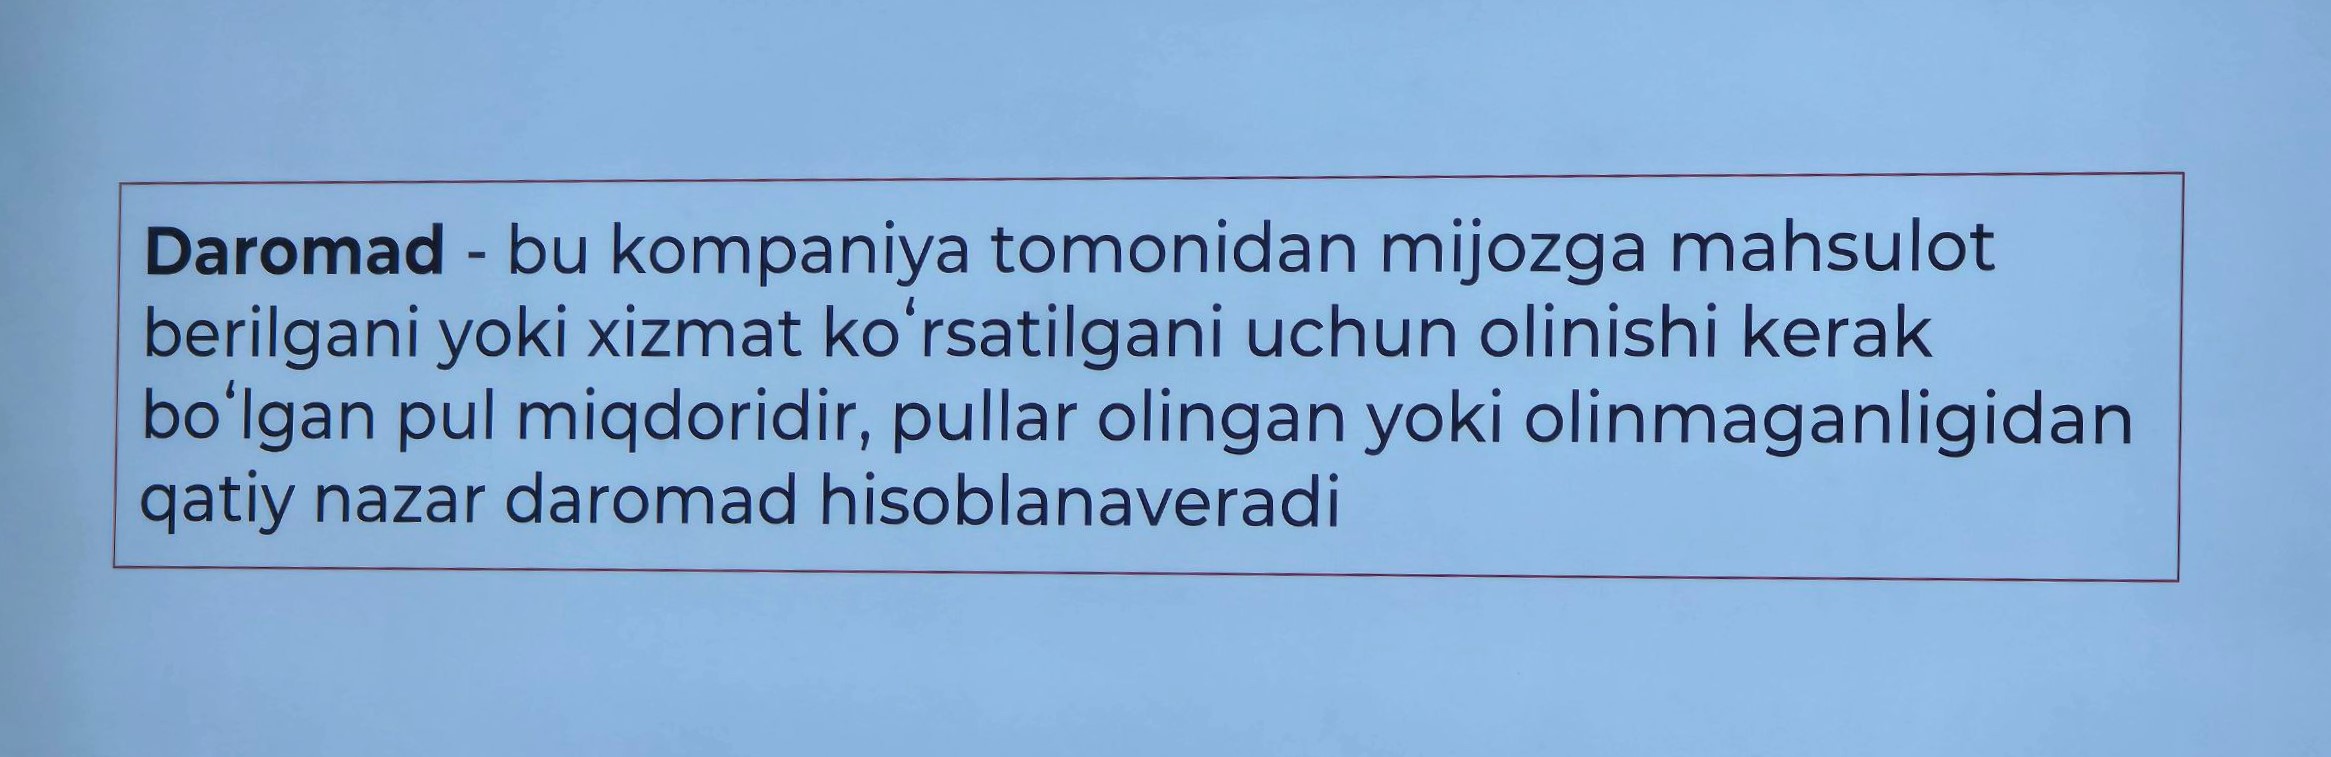 Daromad - bu kompaniya tomonidan mijozga mahsulot
berilgani yoki xizmat koʻrsatilgani uchun olinishi kerak
boʻlgan pul miqdoridir, pullar olingan yoki olinmaganligidan
qatiy nazar daromad hisoblanaveradi